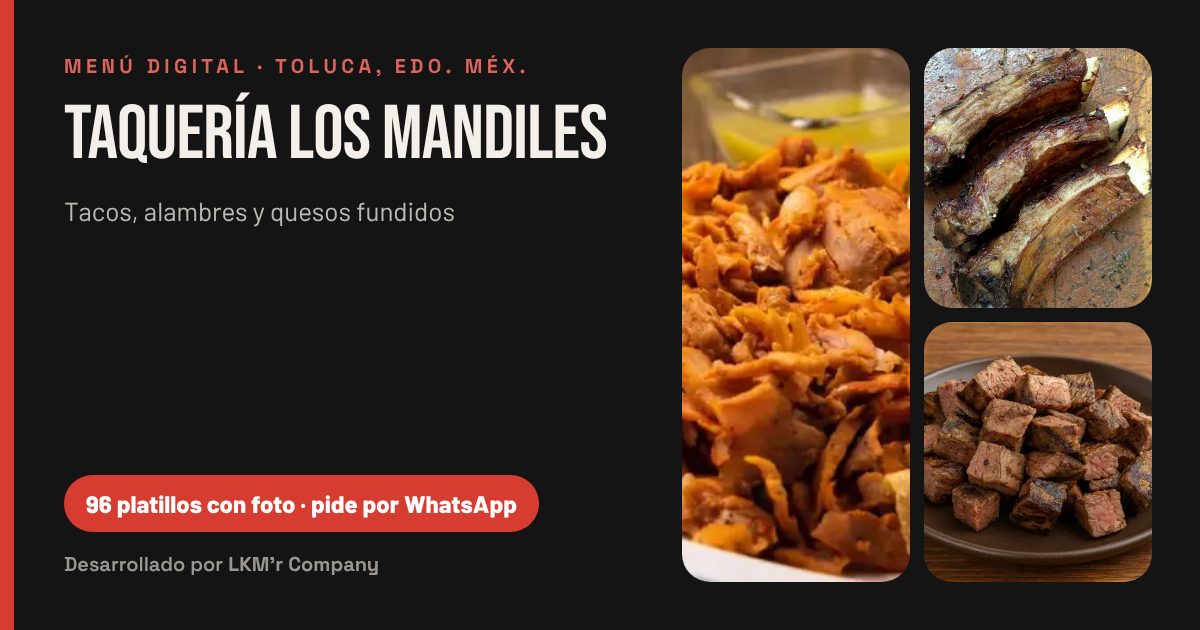 MENÚ DIGITAL · TOLUCA, EDO. MÉX.
TAQUERÍA LOS MANDILES
Tacos, alambres y quesos fundidos
96 platillos con foto · pide por WhatsApp
Desarrollado por LKM’r Company